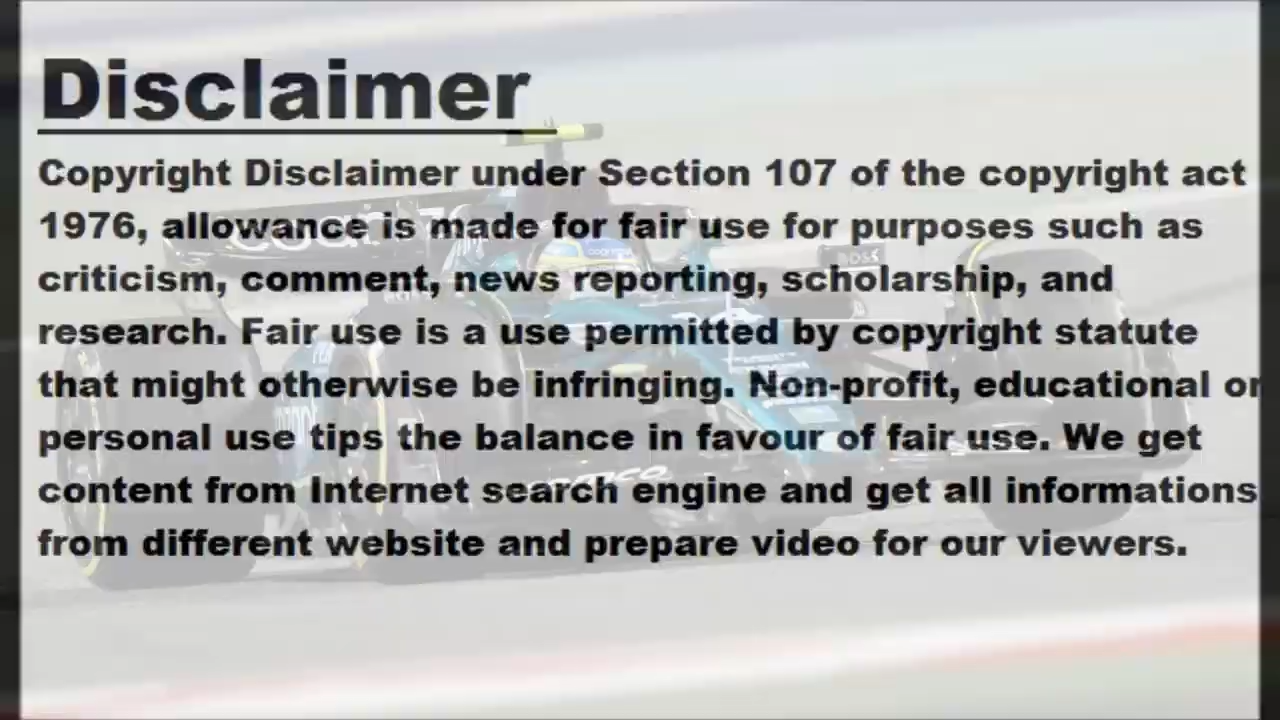 Disclaimer
Copyright Disclaimer under Section 107 of the copyright act
1976, allowance is made for fair use for purposes such as
criticism, comment, news reporting, scholarship, and
research. Fair use is a use permitted by copyright statute
that might otherwise be infringing. Non-profit, educational or
personal use tips the balance in favour of fair use. We get
content from Internet search engine and get all informations
from different website and prepare video for our viewers.
BOSS